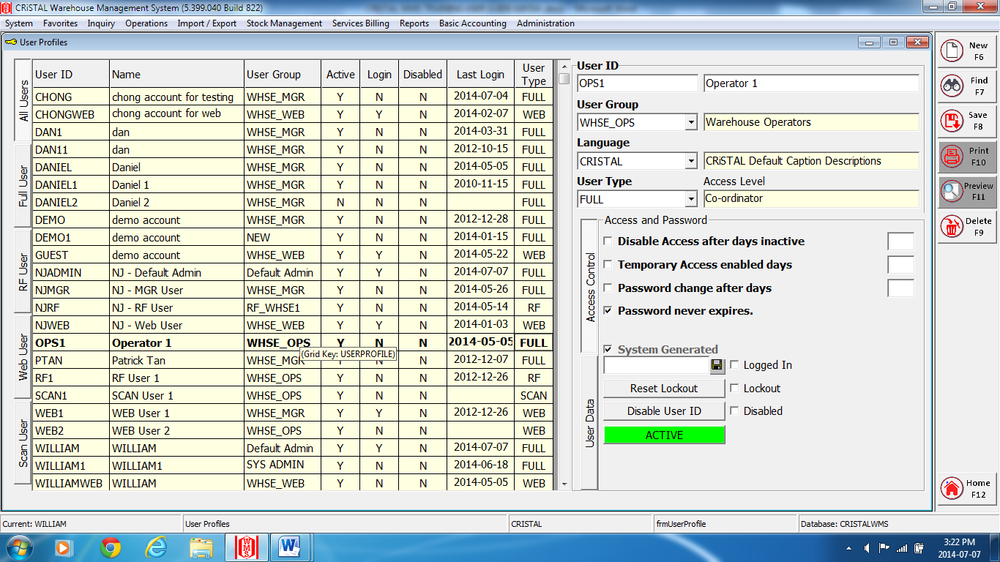 CRiSTAL Warehouse Management System (5.399.040 Build 822)
System Favorites Inquiry Operations Import / Export Stock Management Services Billing Reports Basic Accounting Administration
User Profiles
All Users
Full User
RF User
Web User
Scan User
User ID Name User Group Active Login Disabled Last Login User Type
CHONG chong account for testing WHSE_MGR Y N N 2014-07-04 FULL
CHONGWEB chong account for web WHSE_WEB Y Y N 2014-02-07 WEB
DAN1 dan WHSE_MGR Y N N 2014-03-31 FULL
DAN11 dan WHSE_MGR Y N N 2012-10-15 FULL
DANIEL Daniel WHSE_MGR Y N N 2014-05-05 FULL
DANIEL1 Daniel 1 WHSE_MGR Y N N 2010-11-15 FULL
DANIEL2 Daniel 2 WHSE_MGR N N N FULL
DEMO demo account WHSE_MGR Y N N 2012-12-28 FULL
DEMO1 demo account NEW Y N N 2014-01-15 FULL
GUEST demo account WHSE_WEB Y Y N 2014-05-22 WEB
NJADMIN NJ - Default Admin Default Admin Y Y N 2014-07-07 FULL
NJMGR NJ - MGR User WHSE_MGR Y N N 2014-05-26 FULL
NJRF NJ - RF User RF_WHSE1 Y N N 2014-05-14 RF
NJWEB NJ - Web User WHSE_WEB Y Y N 2014-01-03 WEB
OPS1 Operator 1 WHSE_OPS Y N N 2014-05-05 FULL
(Grid Key: USERPROFILE)
PTAN Patrick Tan WHSE_MGR Y N N 2012-12-07 FULL
RF1 RF User 1 WHSE_OPS Y N N 2012-12-26 RF
SCAN1 SCAN User 1 WHSE_OPS Y N N SCAN
WEB1 WEB User 1 WHSE_MGR Y Y N 2012-12-26 WEB
WEB2 WEB User 2 WHSE_OPS Y N N WEB
WILLIAM WILLIAM Default Admin Y Y N 2014-07-07 FULL
WILLIAM1 WILLIAM1 SYS ADMIN Y N N 2014-06-18 FULL
WILLIAMWEB WILLIAM WHSE_WEB Y N N 2014-05-05 WEB
User ID
OPS1 Operator 1
User Group
WHSE_OPS Warehouse Operators
Language
CRISTAL CRiSTAL Default Caption Descriptions
User Type Access Level
FULL Co-ordinator
Access Control
User Data
Access and Password
Disable Access after days inactive
Temporary Access enabled days
Password change after days
Password never expires.
System Generated
Logged In
Reset Lockout Lockout
Disable User ID Disabled
ACTIVE
New
F6
Find
F7
Save
F8
Print
F10
Preview
F11
Delete
F9
Home
F12
Current: WILLIAM User Profiles CRISTAL frmUserProfile Database: CRISTALWMS
WMS
W
3:22 PM
2014-07-07